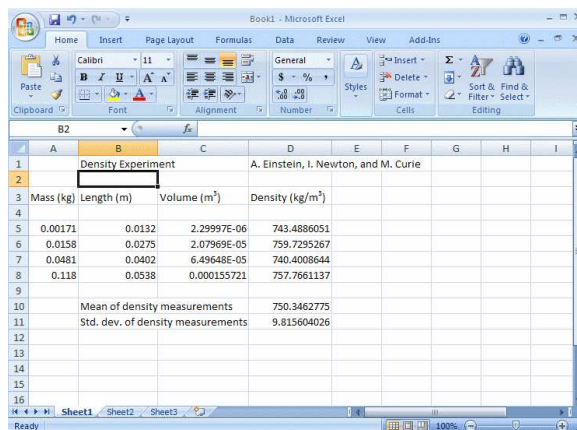 Book1 - Microsoft Excel
Home Insert Page Layout Formulas Data Review View Add-Ins
Paste
Clipboard
Calibri 11
B I U A A
A
Font
Alignment
General
$ % ,
.0 .00 .00 .0
Number
A
Styles
Insert
Delete
Format
Cells
Σ
Sort & Filter Find & Select
Editing
B2 fx
A B C D E F G H I
1 Density Experiment A. Einstein, I. Newton, and M. Curie
2
3 Mass (kg) Length (m) Volume (m³) Density (kg/m³)
4
5 0.00171 0.0132 2.29997E-06 743.4886051
6 0.0158 0.0275 2.07969E-05 759.7295267
7 0.0481 0.0402 6.49648E-05 740.4008644
8 0.118 0.0538 0.000155721 757.7661137
9
10 Mean of density measurements 750.3462775
11 Std. dev. of density measurements 9.815604026
12
13
14
15
16
Sheet1 Sheet2 Sheet3
Ready 100%